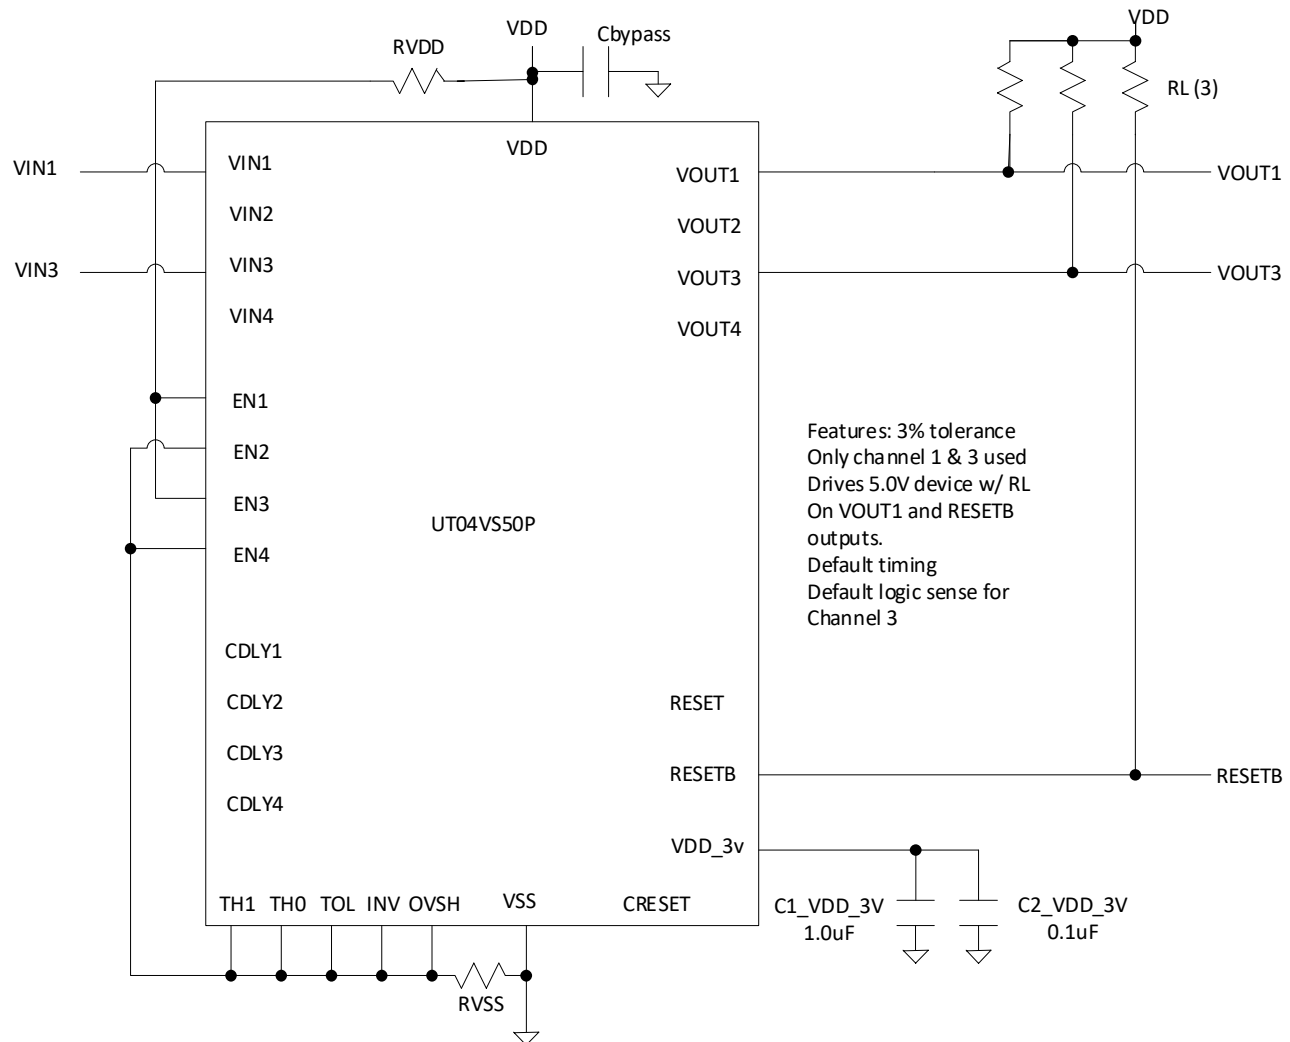 VDD
Cbypass
RVDD
VDD
RL (3)
VDD
VIN1
VIN1
VOUT1
VOUT1
VIN2
VOUT2
VIN3
VIN3
VOUT3
VOUT3
VIN4
VOUT4
EN1
EN2
EN3
EN4
UT04VS50P
Features: 3% tolerance
Only channel 1 & 3 used
Drives 5.0V device w/ RL
On VOUT1 and RESETB
outputs.
Default timing
Default logic sense for
Channel 3
CDLY1
CDLY2
CDLY3
CDLY4
RESET
RESETB
RESETB
VDD_3v
TH1
TH0
TOL
INV
OVSH
VSS
CRESET
C1_VDD_3V
1.0uF
C2_VDD_3V
0.1uF
RVSS